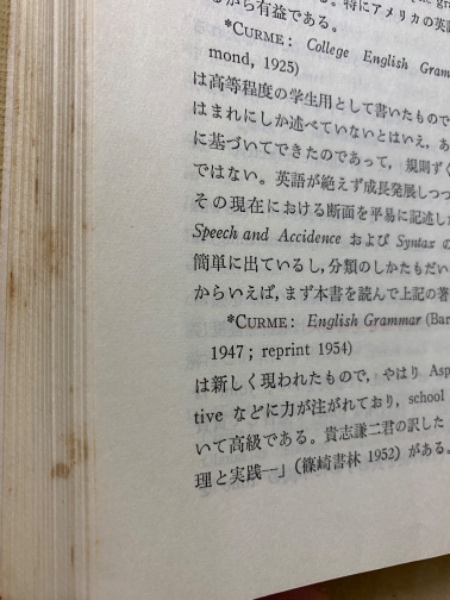 るから有益である。
特にアメリカの英語
*CURME: College English Gram
mond, 1925)
は高等程度の学生用として書いたもので
はまれにしか述べていないとはいえ,あ
に基づいてできたのであって, 規則ずく
ではない。英語が絶えず成長発展しつつ
その現在における断面を平易に記述した
Speech and Accidence および Syntax の
簡単に出ているし,分類のしかたもだい
からいえば,まず本書を読んで上記の著
*CURME: English Grammar (Bar
1947; reprint 1954)
は新しく現われたもので, やはり Asp
tive などに力が注がれており, school
いて高級である。貴志謙二君の訳した
理と実践―」(篠崎書林 1952) がある。